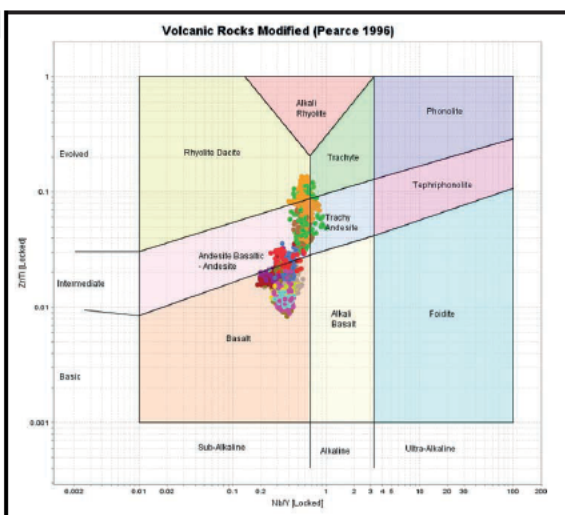 Volcanic Rocks Modified (Pearce 1996)
1
Alkali
Rhyolite
Phonolite
Evolved
Rhyolite Dacite
Trachyte
Tephriphonolite
0.1
Trachy
Andesite
Zr/Ti [Locked]
Andesite Basaltic
- Andesite
Intermediate
0.01
Alkali
Basalt
Foidite
Basalt
Basic
0.001
Sub-Alkaline
Alkaline
Ultra-Alkaline
0.002
0.01
0.1
0.2
1
2
3
4
5
10
20
30
100
200
Nb/Y [Locked]